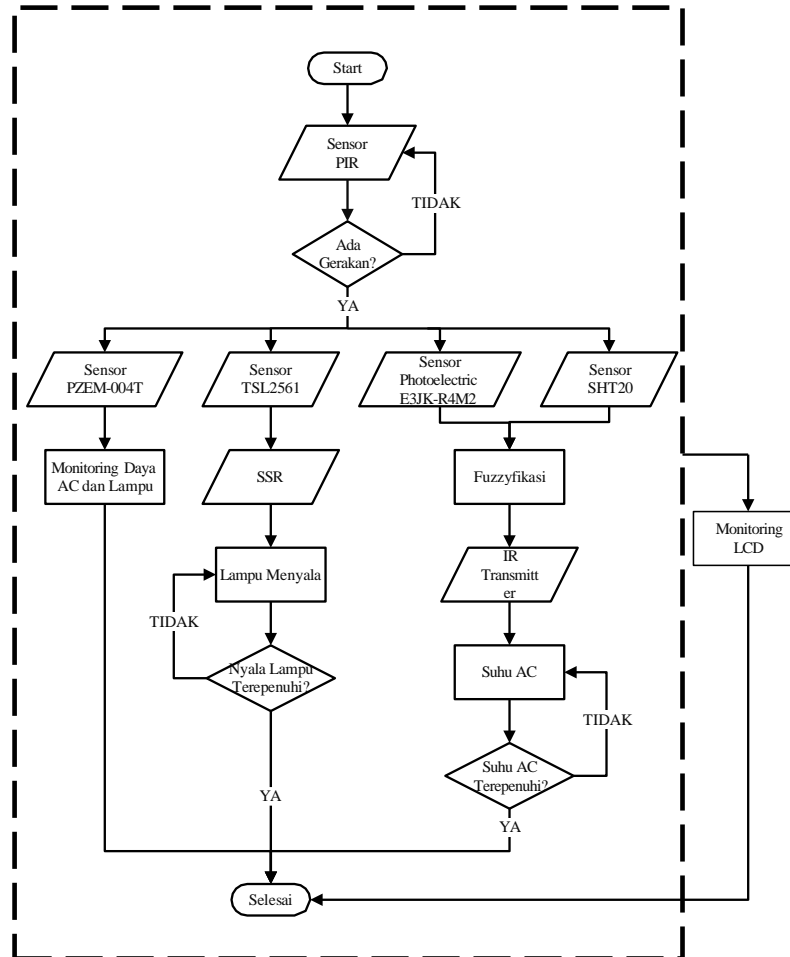 Start
Sensor
PIR
TIDAK
Ada
Gerakan?
YA
Sensor
PZEM-004T
Sensor
TSL2561
Sensor
Photoelectric
E3JK-R4M2
Sensor
SHT20
Monitoring Daya
AC dan Lampu
SSR
Fuzzyfikasi
Monitoring
LCD
Lampu Menyala
IR
Transmitt
er
TIDAK
Nyala Lampu
Terepenuhi?
Suhu AC
TIDAK
Suhu AC
Terepenuhi?
YA
YA
Selesai